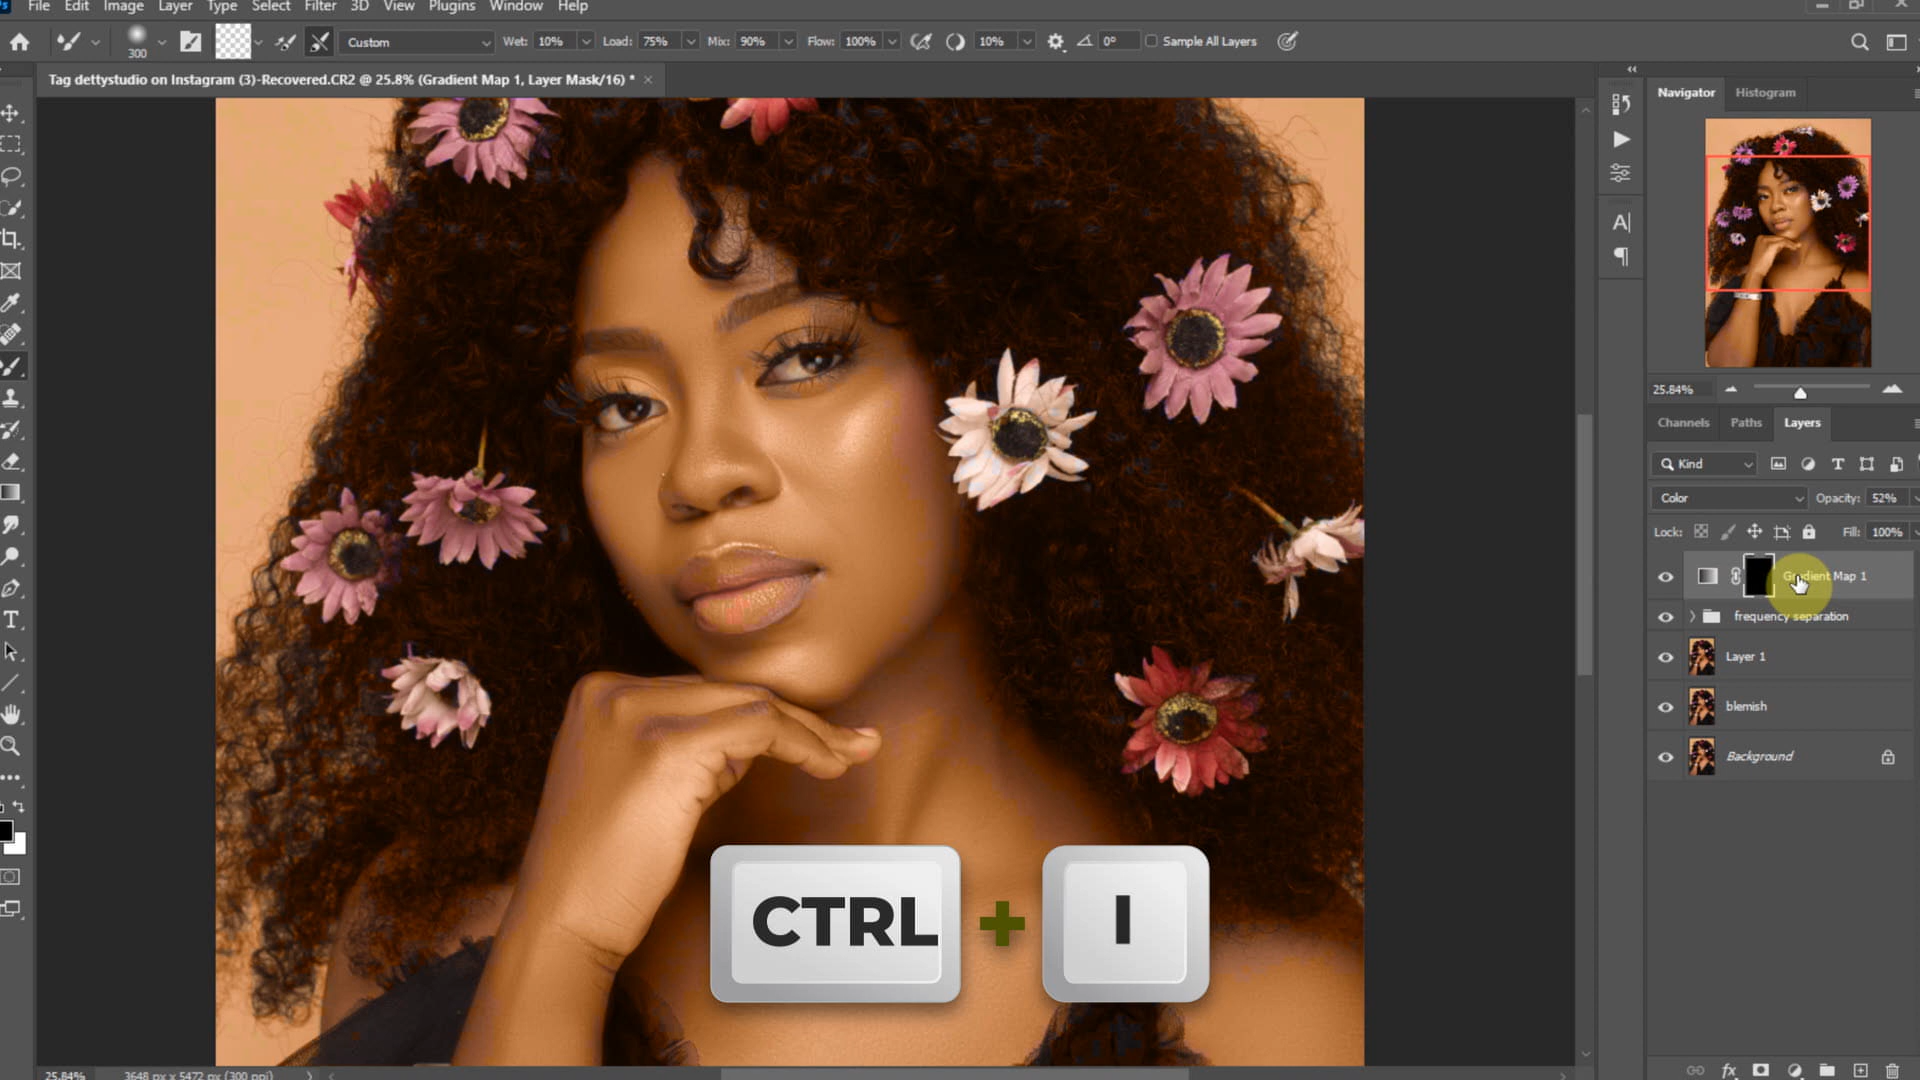 File Edit Image Layer Type Select Filter 3D View Plugins Window Help
300 Custom Wet: 10% Load: 75% Mix: 90% Flow: 100% 10% 0° Sample All Layers
Tag dettystudio on Instagram (3)-Recovered.CR2 @ 25.8% (Gradient Map 1, Layer Mask/16) *
Navigator Histogram
25.84%
Channels Paths Layers
Kind
Color Opacity: 52%
Lock: Fill: 100%
Gradient Map 1
frequency separation
Layer 1
blemish
Background
CTRL + I
25.84% 3648 px x 5472 px (300 ppi)